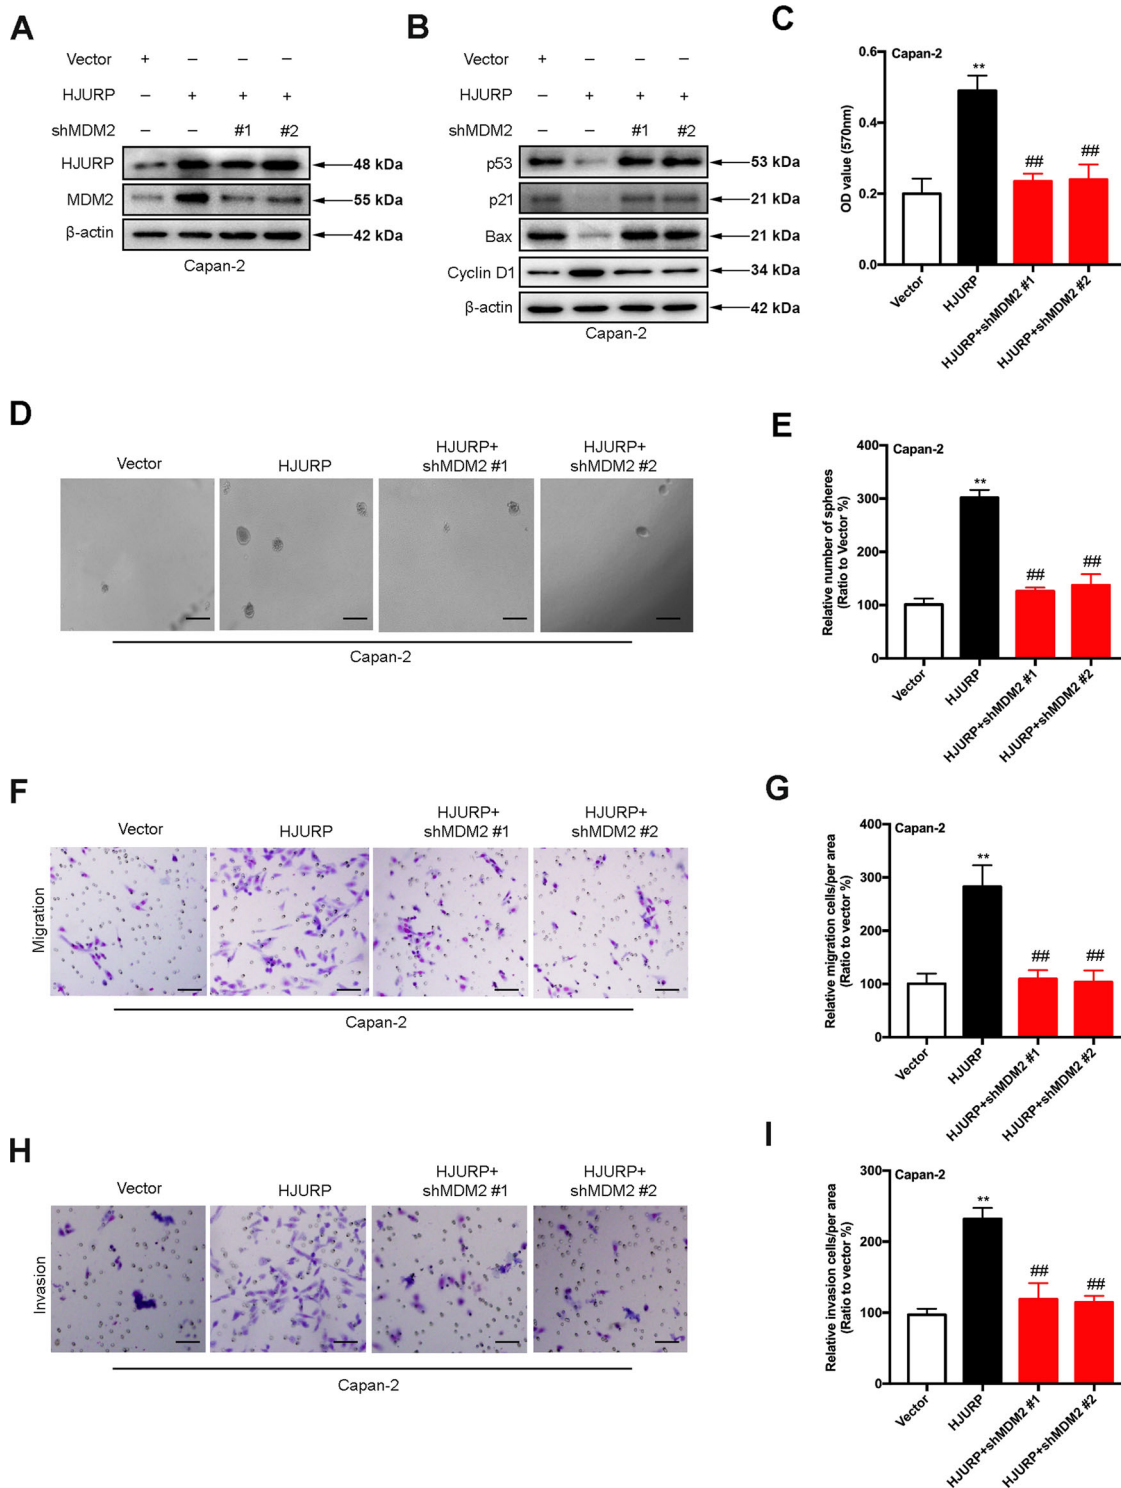 A
Vector + – – –
HJURP – + + +
shMDM2 – – #1 #2
HJURP 48 kDa
MDM2 55 kDa
β-actin 42 kDa
Capan-2
B
Vector + – – –
HJURP – + + +
shMDM2 – – #1 #2
p53 53 kDa
p21 21 kDa
Bax 21 kDa
Cyclin D1 34 kDa
β-actin 42 kDa
Capan-2
C
Capan-2
OD value (570nm)
0.6
0.4
0.2
0.0
**
##
##
Vector
HJURP
HJURP+shMDM2 #1
HJURP+shMDM2 #2
D
Vector
HJURP
HJURP+
shMDM2 #1
HJURP+
shMDM2 #2
Capan-2
E
Capan-2
Relative number of spheres
(Ratio to Vector %)
400
300
200
100
0
**
##
##
Vector
HJURP
HJURP+shMDM2 #1
HJURP+shMDM2 #2
F
Vector
HJURP
HJURP+
shMDM2 #1
HJURP+
shMDM2 #2
Migration
Capan-2
G
Capan-2
Relative migration cells/per area
(Ratio to vector %)
400
300
200
100
0
**
##
##
Vector
HJURP
HJURP+shMDM2 #1
HJURP+shMDM2 #2
H
Vector
HJURP
HJURP+
shMDM2 #1
HJURP+
shMDM2 #2
Invasion
Capan-2
I
Capan-2
Relative invasion cells/per area
(Ratio to vector %)
300
200
100
0
**
##
##
Vector
HJURP
HJURP+shMDM2 #1
HJURP+shMDM2 #2